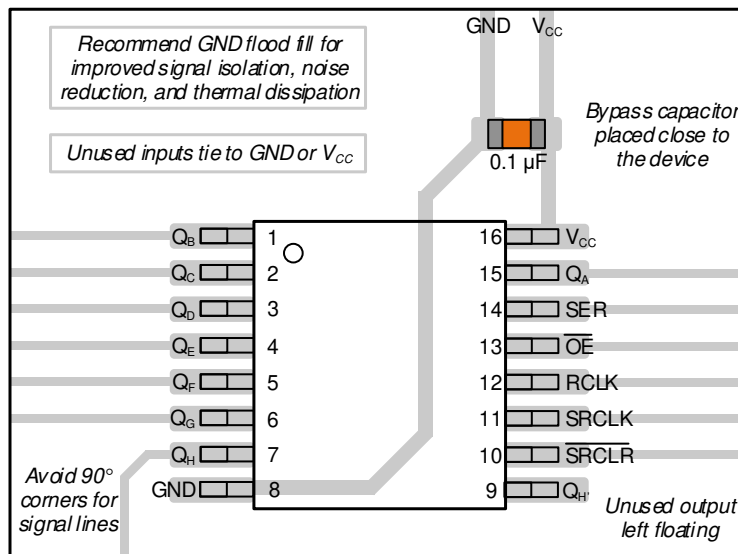 GND V_CC
Recommend GND flood fill for
improved signal isolation, noise
reduction, and thermal dissipation
Unused inputs tie to GND or V_CC
Bypass capacitor
placed close to
the device
0.1 µF
Q_B 1 16 V_CC
Q_C 2 15 Q_A
Q_D 3 14 SER
Q_E 4 13 O̅E̅
Q_F 5 12 RCLK
Q_G 6 11 SRCLK
Q_H 7 10 S̅R̅C̅L̅R̅
GND 8 9 Q_H'
Avoid 90°
corners for
signal lines
Unused output
left floating